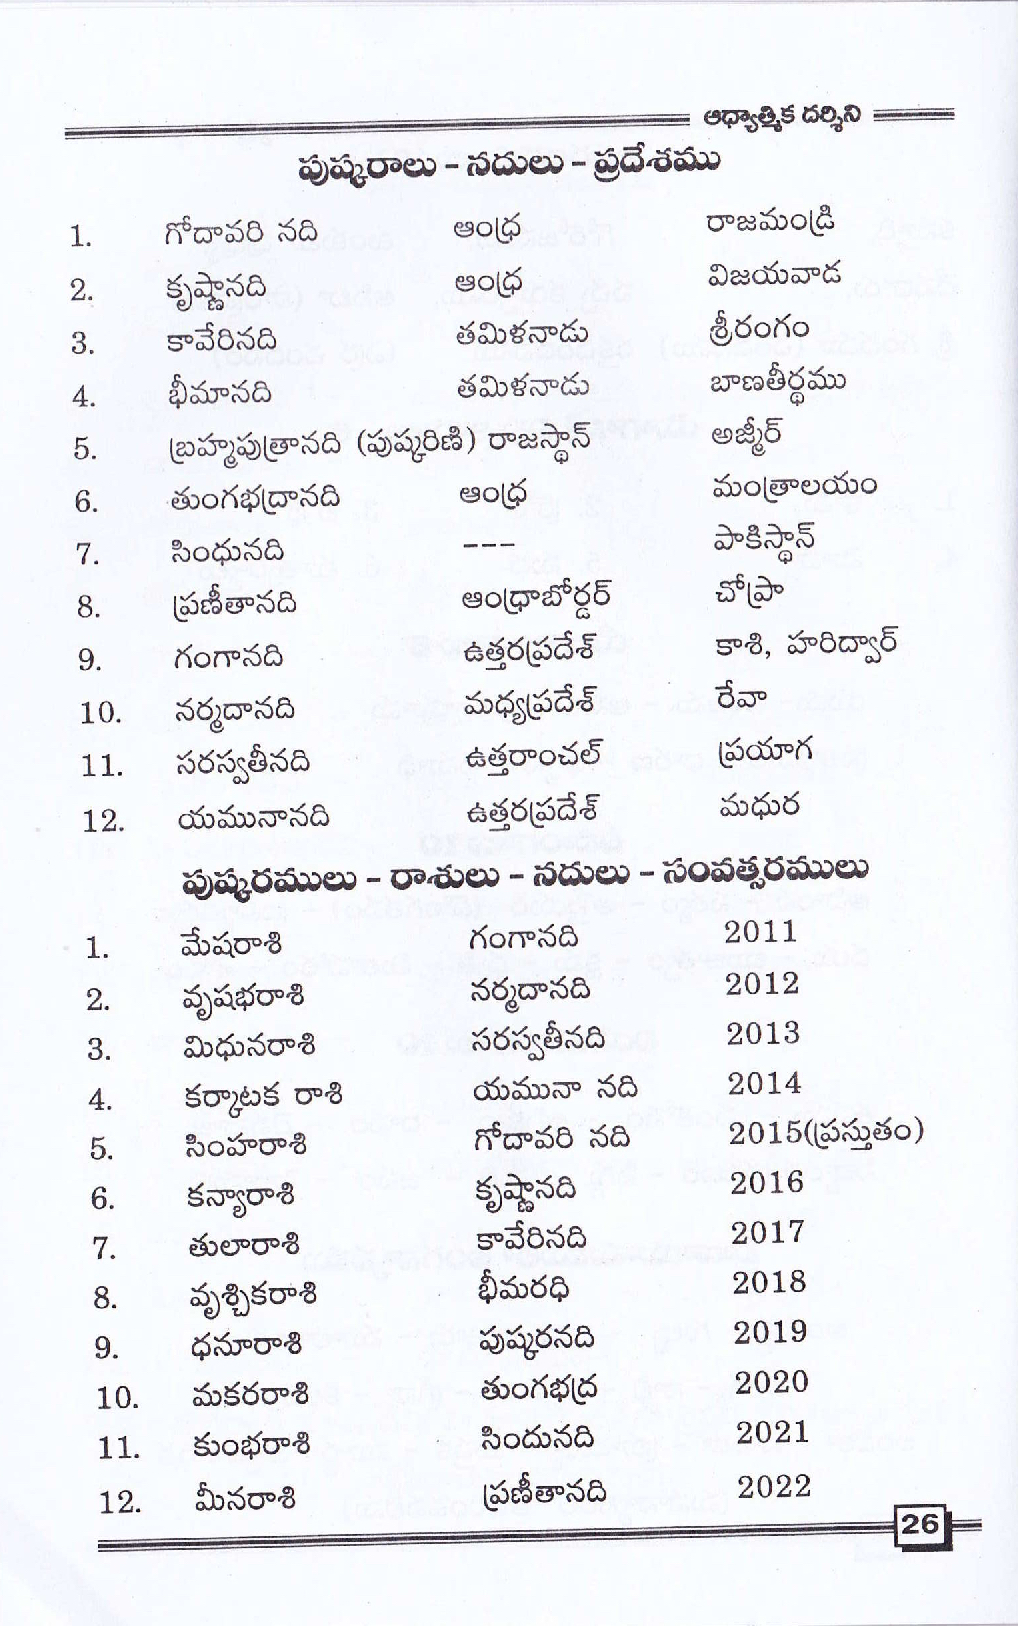 ఆధ్యాత్మిక దర్శిని
పుష్కరాలు - నదులు - ప్రదేశము
1. గోదావరి నది ఆంధ్ర రాజమండ్రి
2. కృష్ణానది ఆంధ్ర విజయవాడ
3. కావేరినది తమిళనాడు శ్రీరంగం
4. భీమానది తమిళనాడు బాణతీర్థము
5. బ్రహ్మపుత్రానది (పుష్కరిణి) రాజస్థాన్ అజ్మీర్
6. తుంగభద్రానది ఆంధ్ర మంత్రాలయం
7. సింధునది --- పాకిస్థాన్
8. ప్రణీతానది ఆంధ్రాబోర్డర్ చోప్రా
9. గంగానది ఉత్తరప్రదేశ్ కాశి, హరిద్వార్
10. నర్మదానది మధ్యప్రదేశ్ రేవా
11. సరస్వతీనది ఉత్తరాంచల్ ప్రయాగ
12. యమునానది ఉత్తరప్రదేశ్ మధుర
పుష్కరములు - రాశులు - నదులు - సంవత్సరములు
1. మేషరాశి గంగానది 2011
2. వృషభరాశి నర్మదానది 2012
3. మిధునరాశి సరస్వతీనది 2013
4. కర్కాటక రాశి యమునా నది 2014
5. సింహరాశి గోదావరి నది 2015(ప్రస్తుతం)
6. కన్యారాశి కృష్ణానది 2016
7. తులారాశి కావేరినది 2017
8. వృశ్చికరాశి భీమరధి 2018
9. ధనూరాశి పుష్కరనది 2019
10. మకరరాశి తుంగభద్ర 2020
11. కుంభరాశి సిందునది 2021
12. మీనరాశి ప్రణీతానది 2022
26